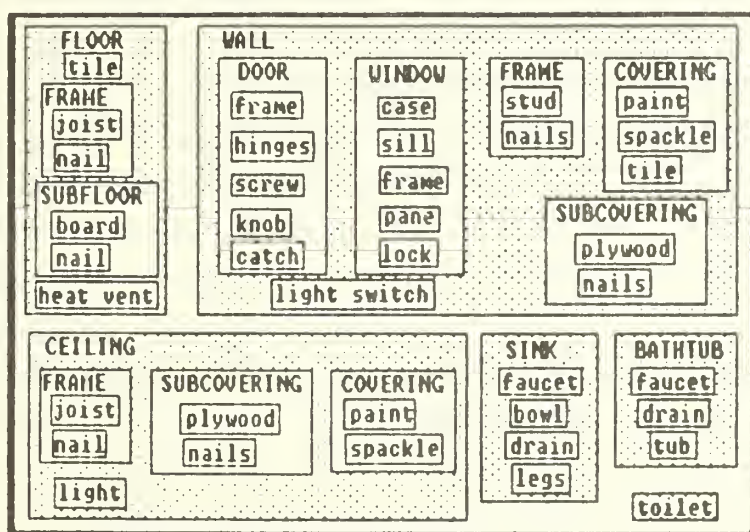 FLOOR
tile
FRAME
joist
nail
SUBFLOOR
board
nail
heat vent
WALL
DOOR
frame
hinges
screw
knob
catch
WINDOW
case
sill
frame
pane
lock
light switch
FRAME
stud
nails
COVERING
paint
spackle
tile
SUBCOVERING
plywood
nails
CEILING
FRAME
joist
nail
light
SUBCOVERING
plywood
nails
COVERING
paint
spackle
SINK
faucet
bowl
drain
legs
BATHTUB
faucet
drain
tub
toilet